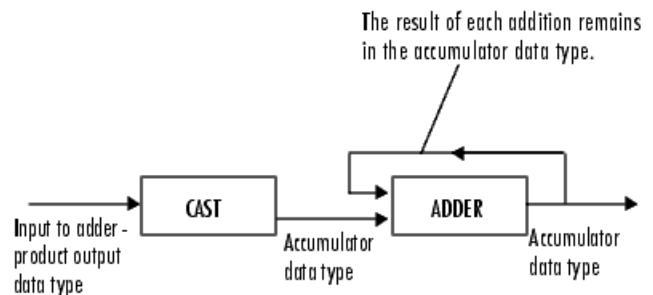 The result of each addition remains
in the accumulator data type.
CAST
ADDER
Input to adder -
product output
data type
Accumulator
data type
Accumulator
data type